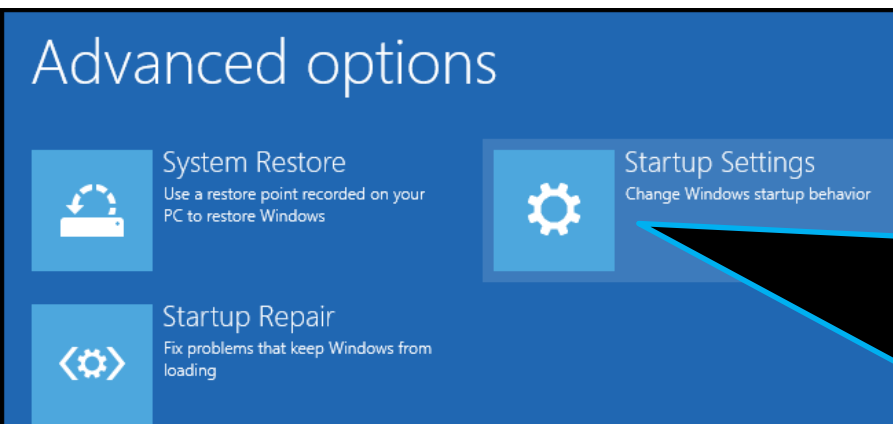 Advanced options
System Restore
Use a restore point recorded on your
PC to restore Windows
Startup Settings
Change Windows startup behavior
Startup Repair
Fix problems that keep Windows from
loading